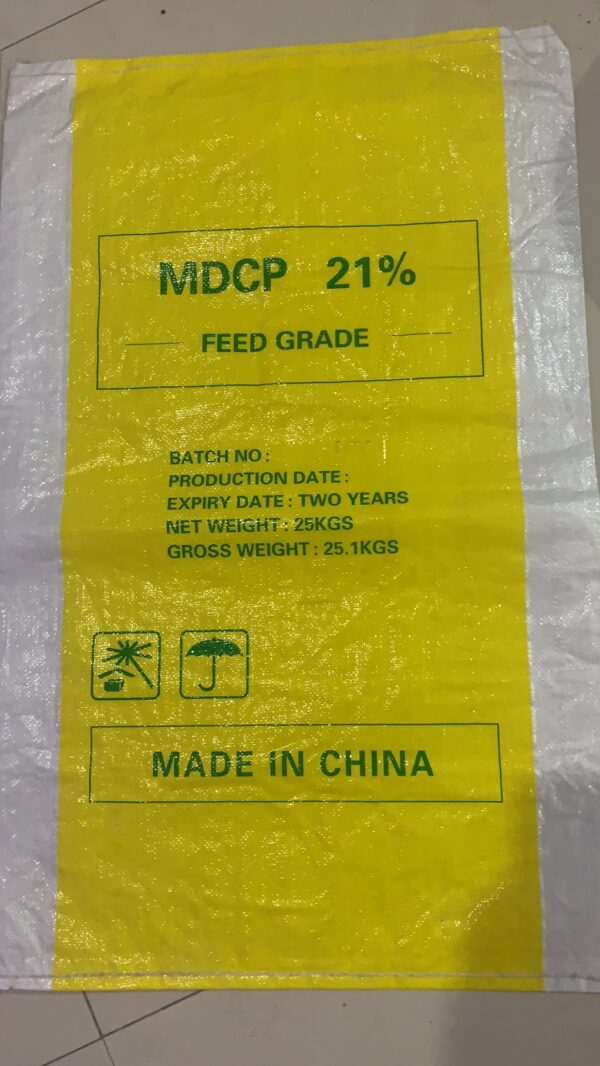 MDCP 21%
FEED GRADE
BATCH NO :
PRODUCTION DATE :
EXPIRY DATE : TWO YEARS
NET WEIGHT : 25KGS
GROSS WEIGHT : 25.1KGS
MADE IN CHINA